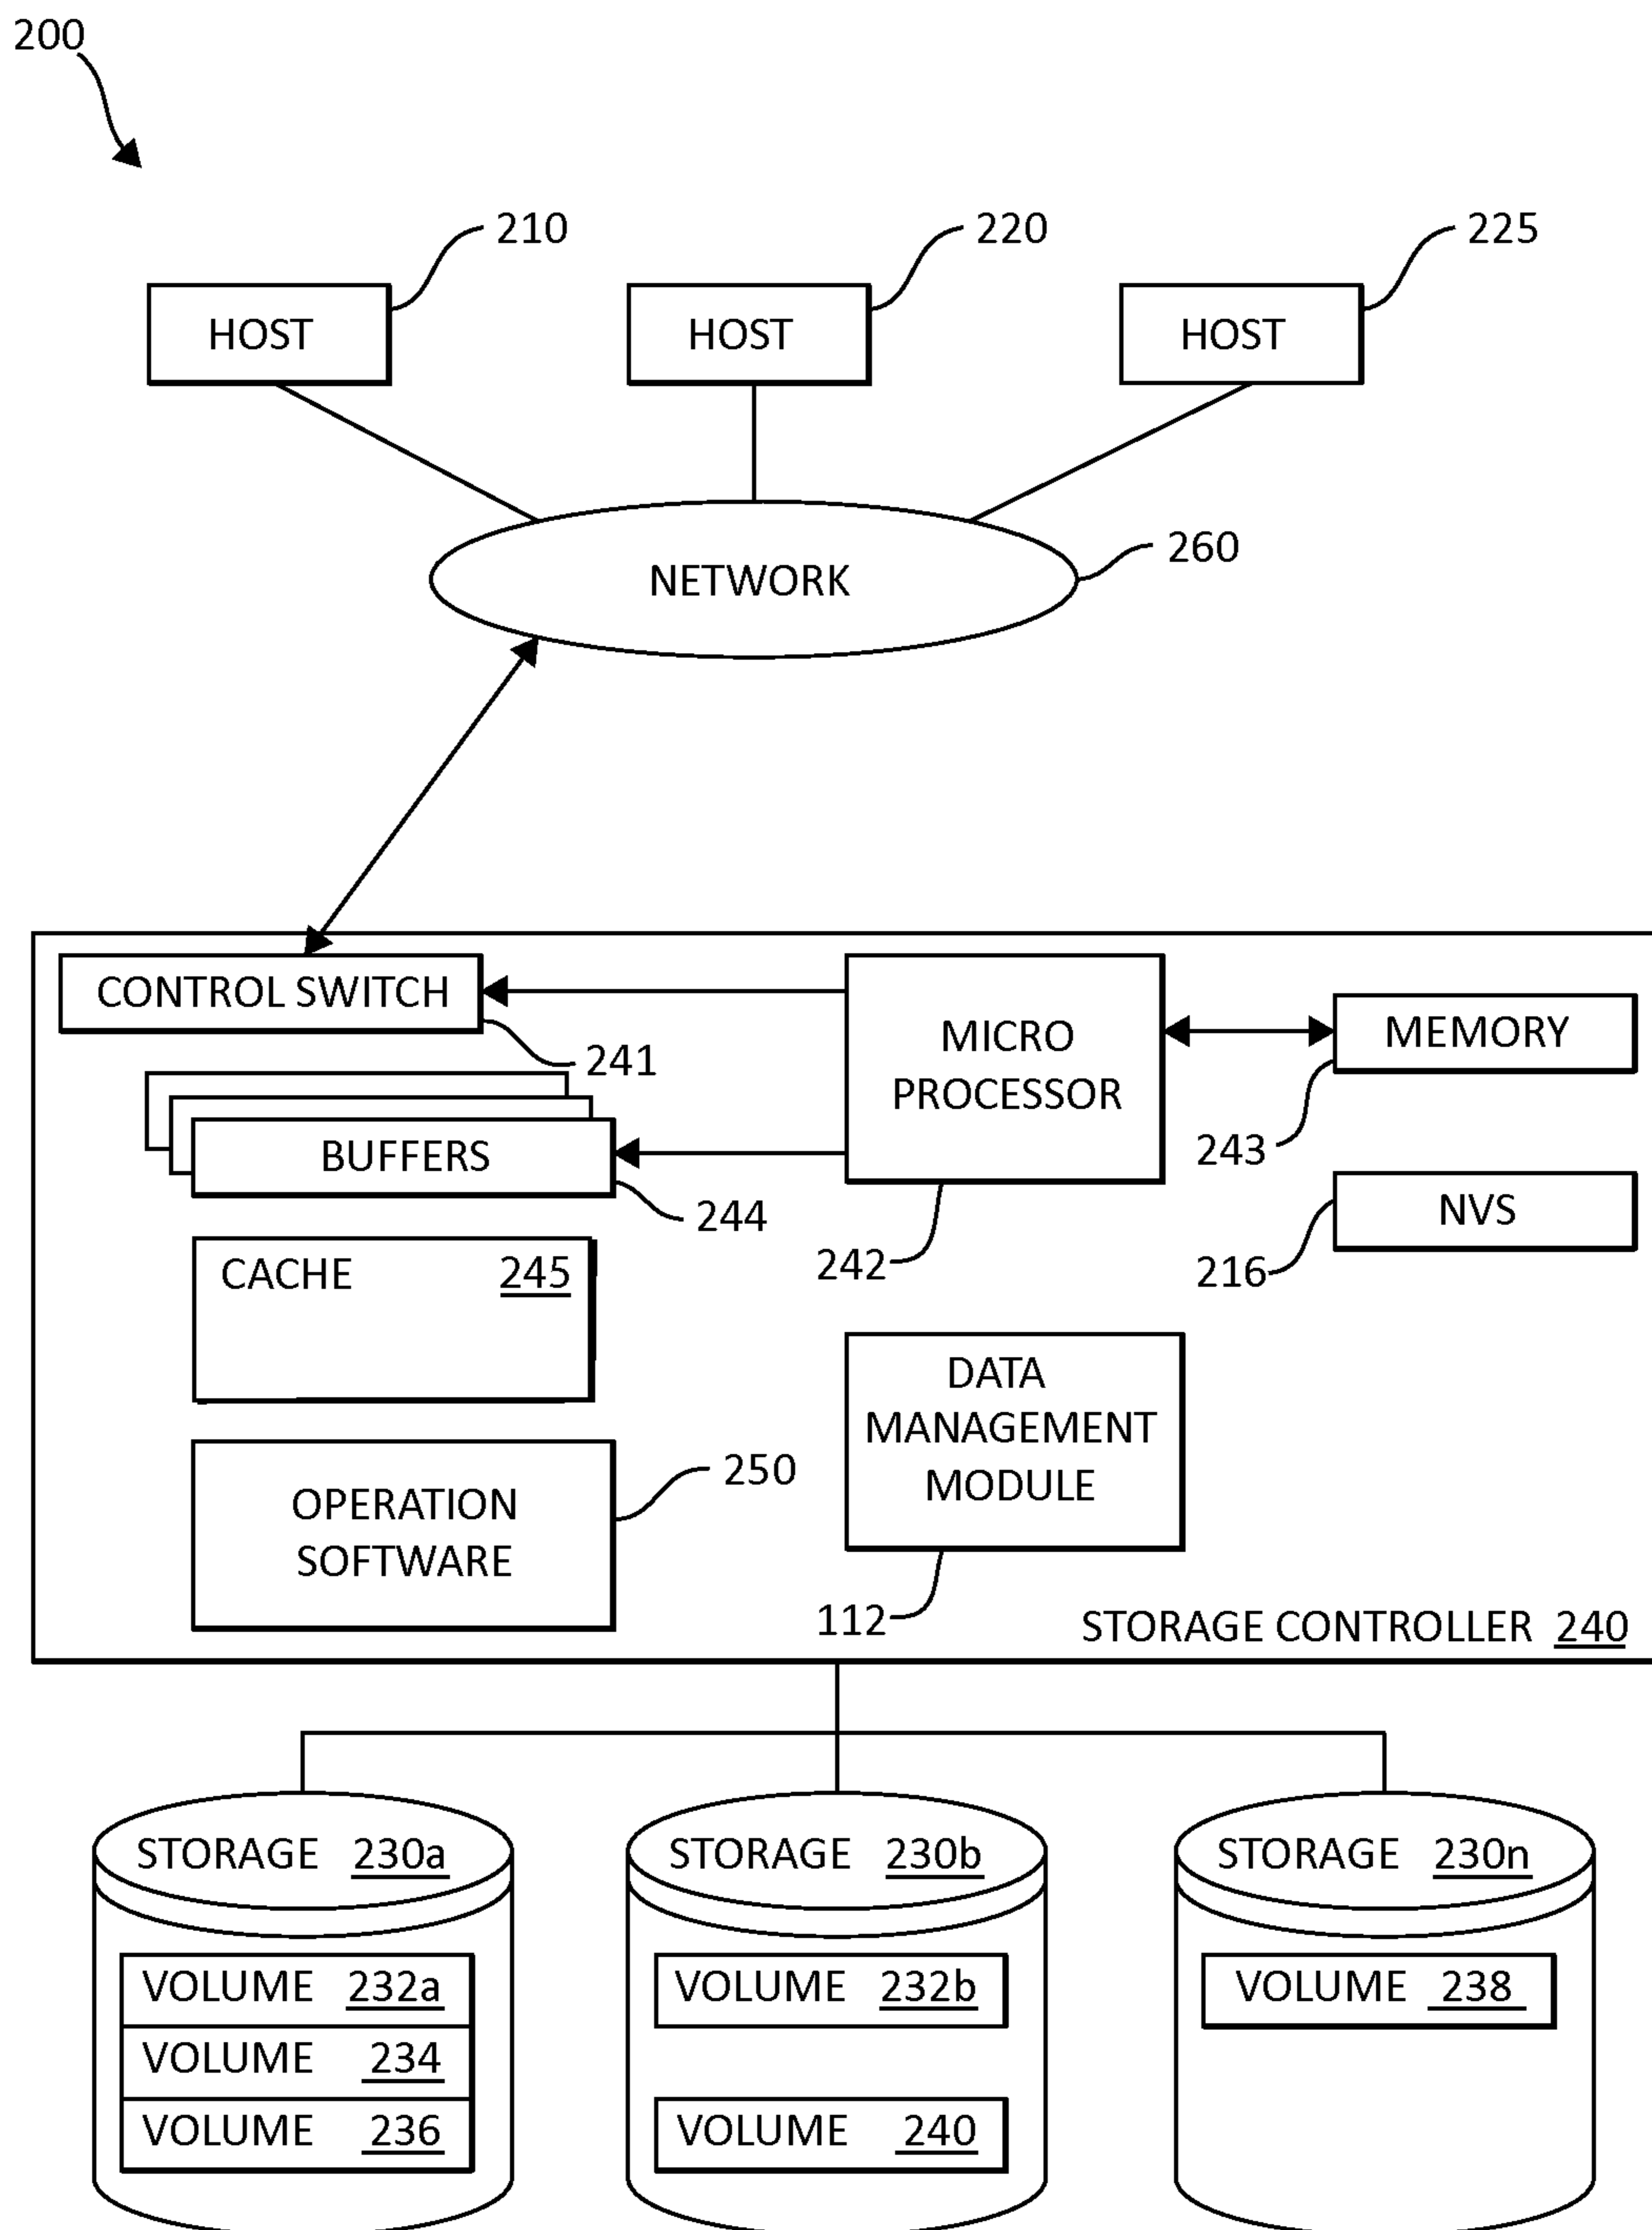 200
210
220
225
HOST
HOST
HOST
260
NETWORK
CONTROL SWITCH
241
MICRO
PROCESSOR
242
MEMORY
243
BUFFERS
244
NVS
216
CACHE 245
DATA
MANAGEMENT
MODULE
112
OPERATION
SOFTWARE
250
STORAGE CONTROLLER 240
STORAGE 230a
VOLUME 232a
VOLUME 234
VOLUME 236
STORAGE 230b
VOLUME 232b
VOLUME 240
STORAGE 230n
VOLUME 238